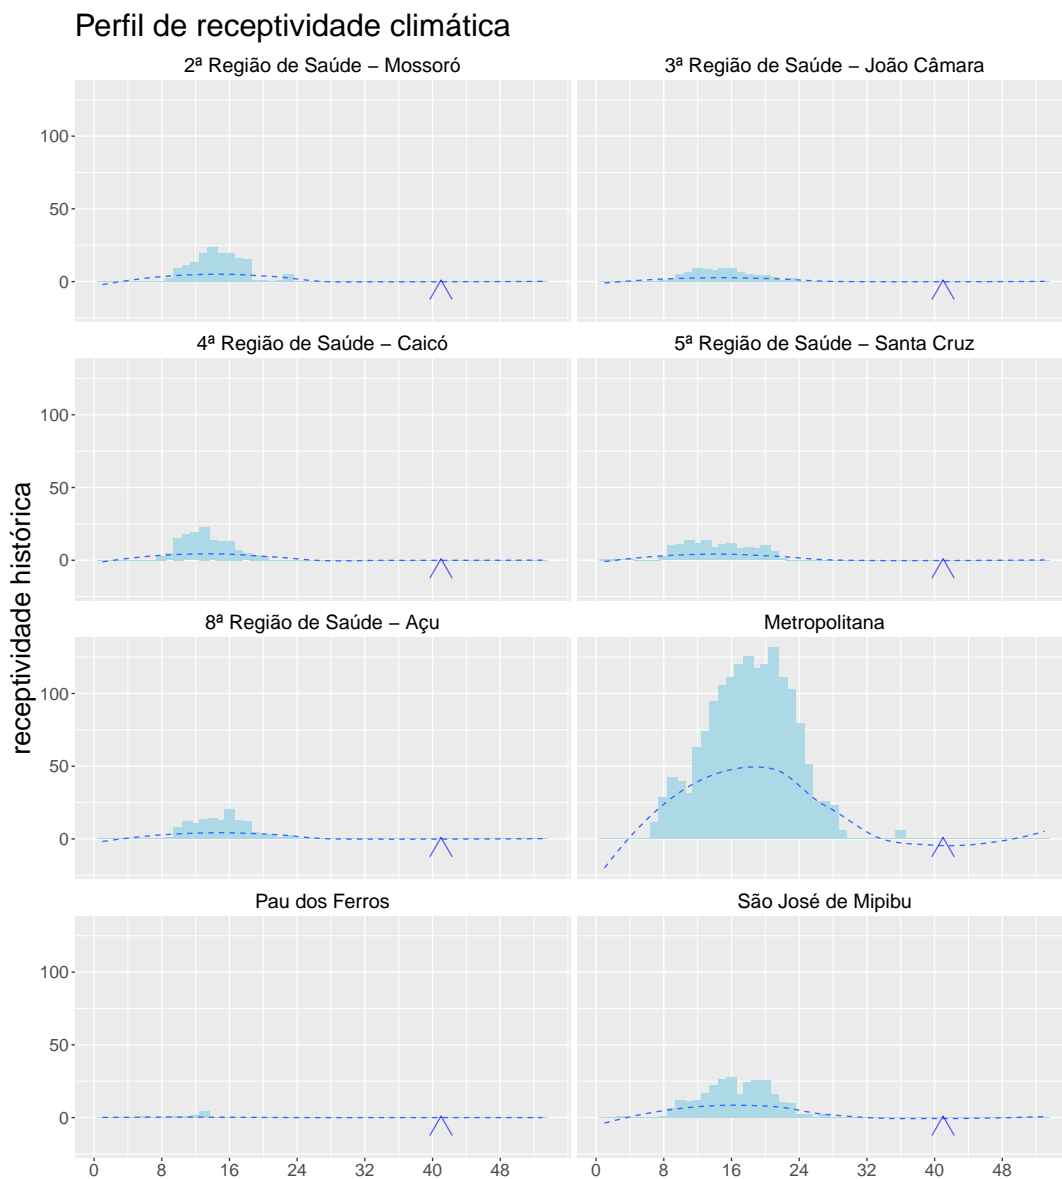 Perfil de receptividade climática
2ª Região de Saúde − Mossoró
3ª Região de Saúde − João Câmara
100
50
0
4ª Região de Saúde − Caicó
5ª Região de Saúde − Santa Cruz
100
50
0
receptividade histórica
8ª Região de Saúde − Açu
Metropolitana
100
50
0
Pau dos Ferros
São José de Mipibu
100
50
0
0 8 16 24 32 40 48
0 8 16 24 32 40 48